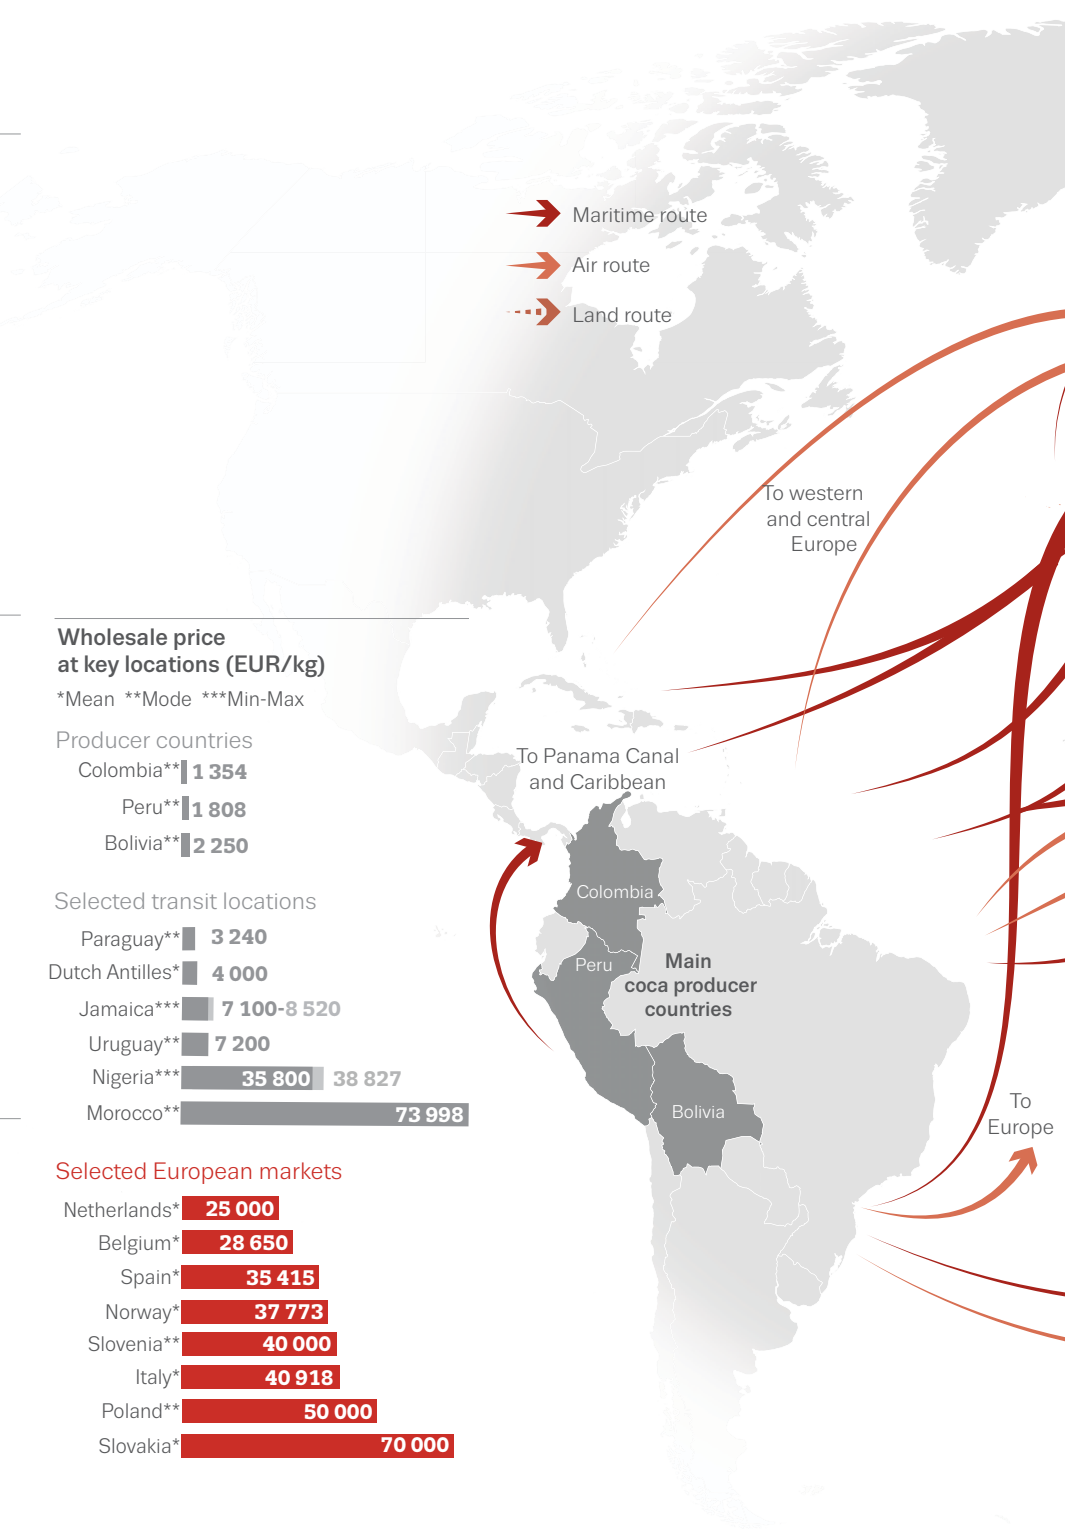 Maritime route
Air route
Land route
To western
and central
Europe
Wholesale price
at key locations (EUR/kg)
*Mean **Mode ***Min-Max
Producer countries
Colombia** 1 354
Peru** 1 808
Bolivia** 2 250
Selected transit locations
Paraguay** 3 240
Dutch Antilles* 4 000
Jamaica*** 7 100-8 520
Uruguay** 7 200
Nigeria*** 35 800 38 827
Morocco** 73 998
Selected European markets
Netherlands* 25 000
Belgium* 28 650
Spain* 35 415
Norway* 37 773
Slovenia** 40 000
Italy* 40 918
Poland** 50 000
Slovakia* 70 000
To Panama Canal
and Caribbean
Colombia
Peru
Main
coca producer
countries
Bolivia
To
Europe